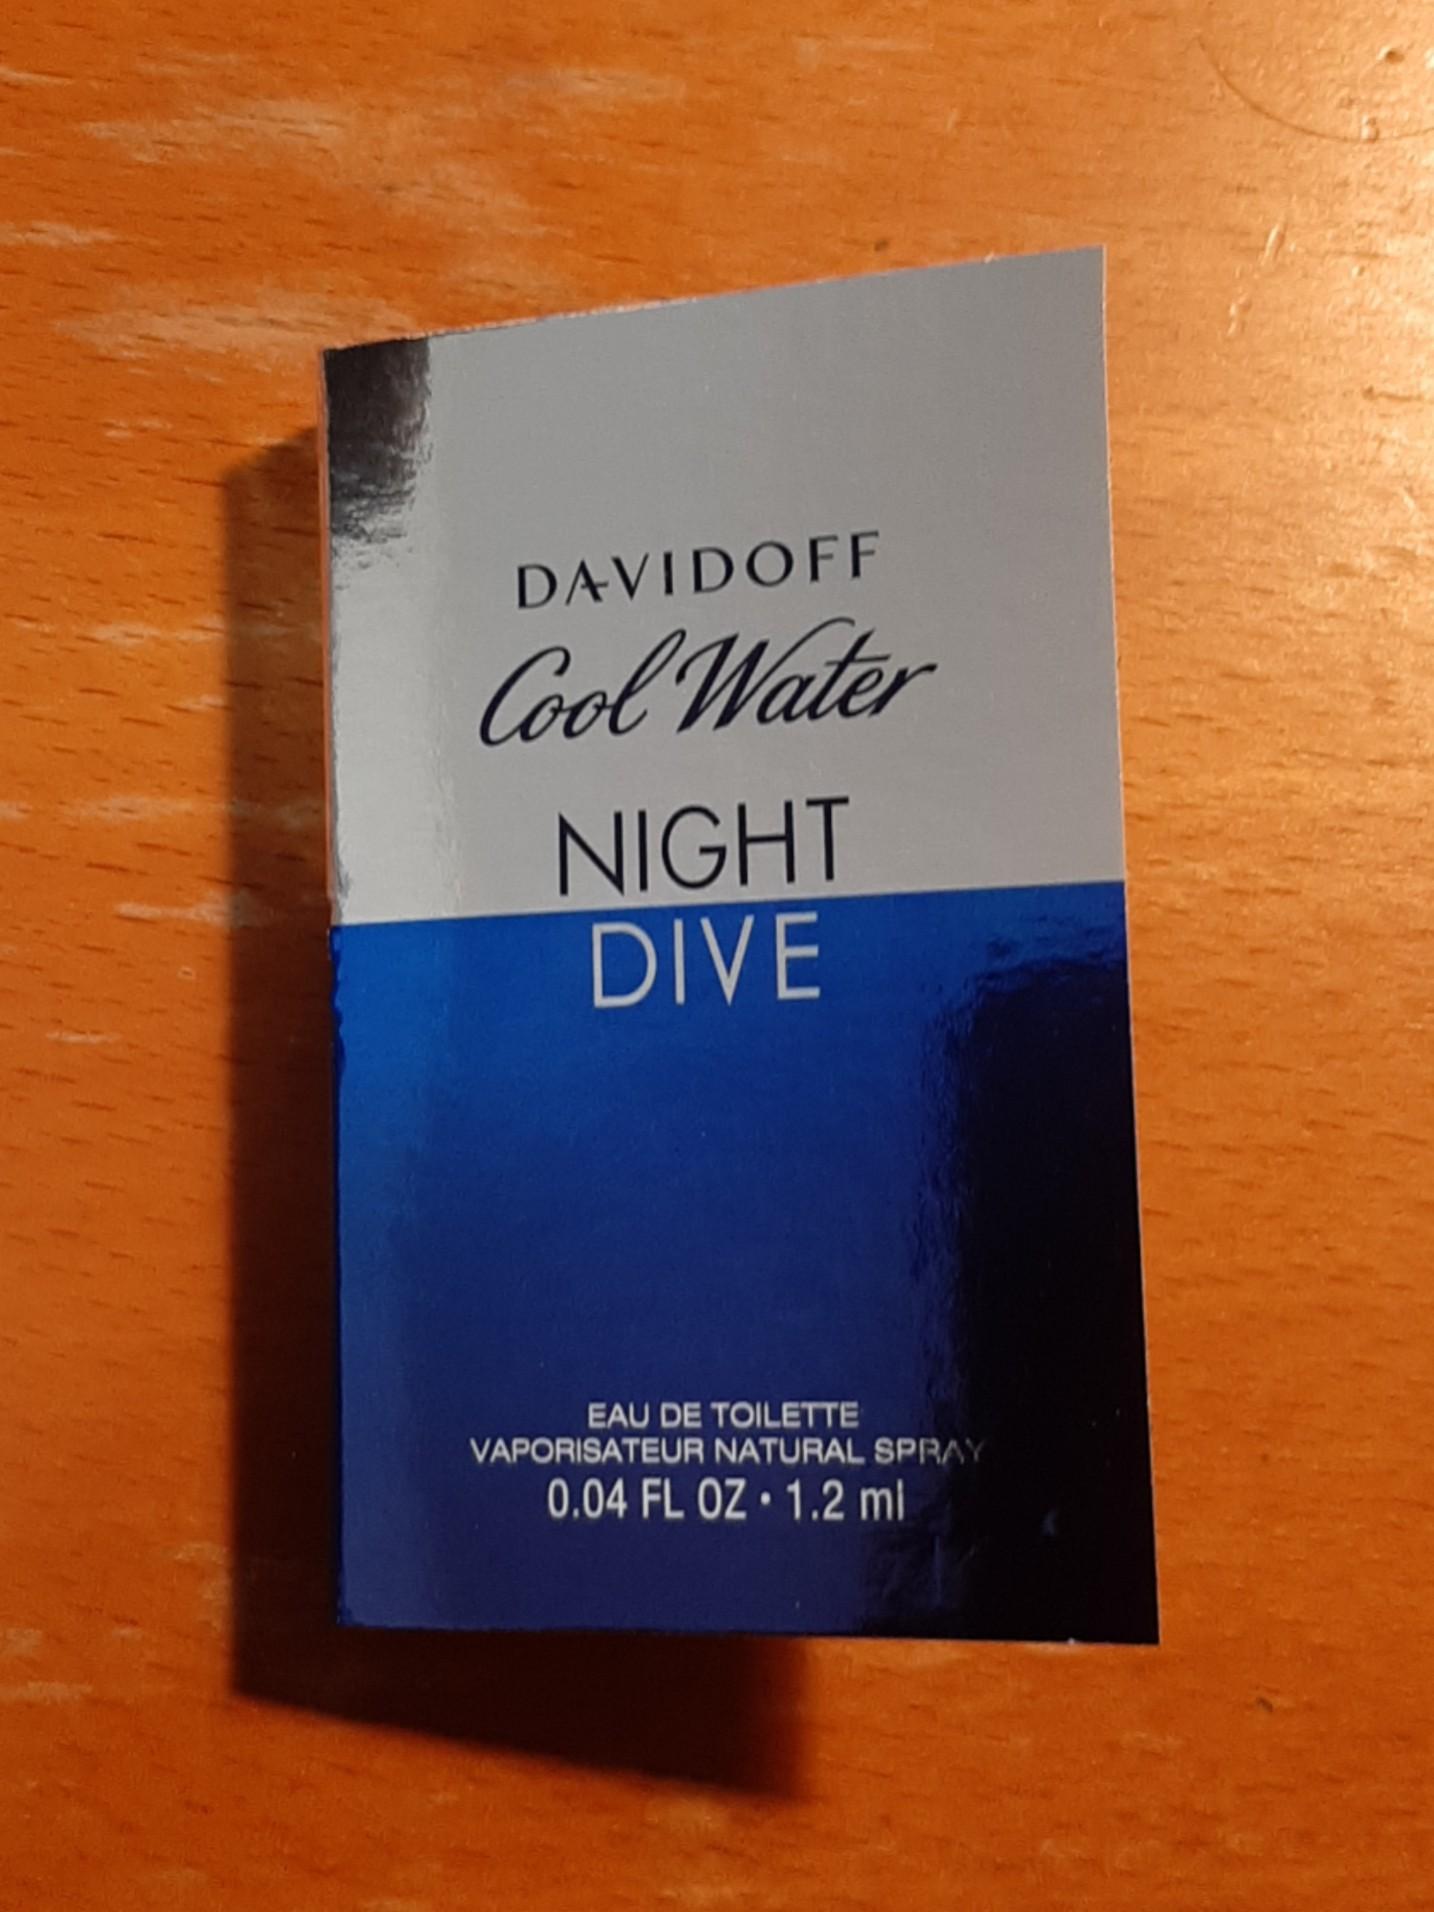 DAVIDOFF
Cool Water
NIGHT
DIVE
EAU DE TOILETTE
VAPORISATEUR NATURAL SPRAY
0.04 FL OZ • 1.2 ml